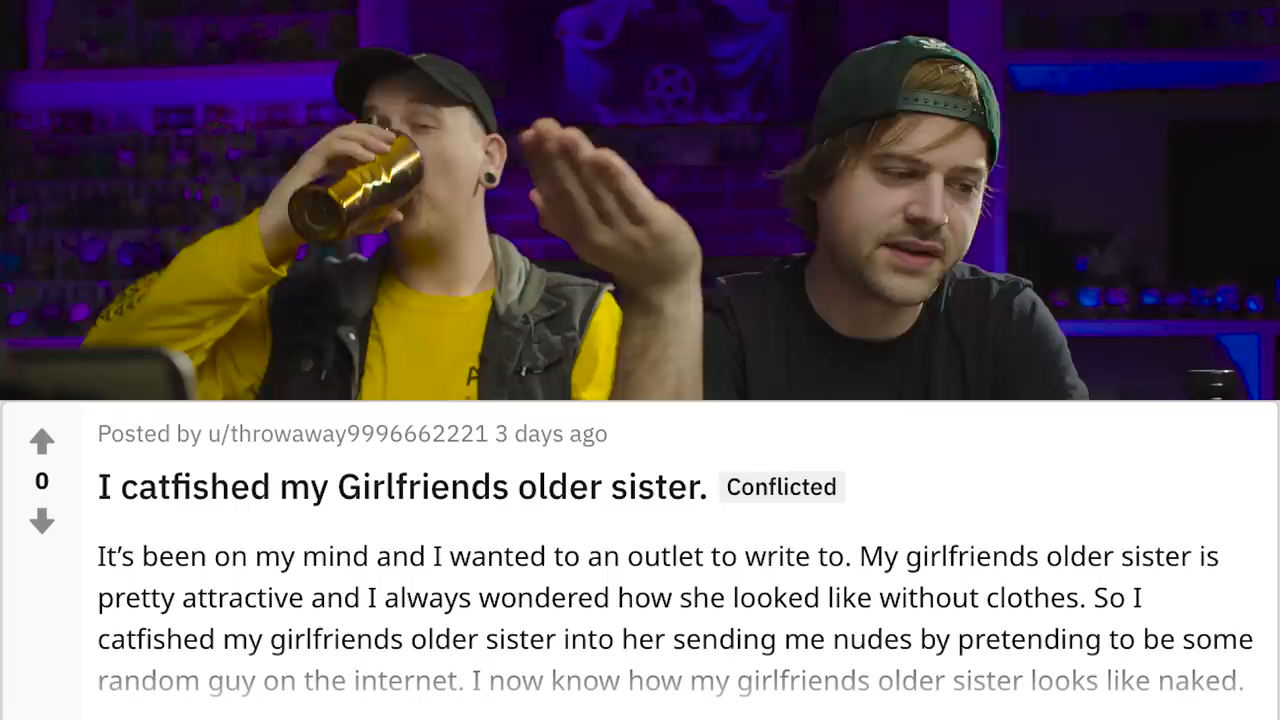 Posted by u/throwaway9996662221 3 days ago
0
I catfished my Girlfriends older sister. Conflicted
It’s been on my mind and I wanted to an outlet to write to. My girlfriends older sister is
pretty attractive and I always wondered how she looked like without clothes. So I
catfished my girlfriends older sister into her sending me nudes by pretending to be some
random guy on the internet. I now know how my girlfriends older sister looks like naked.